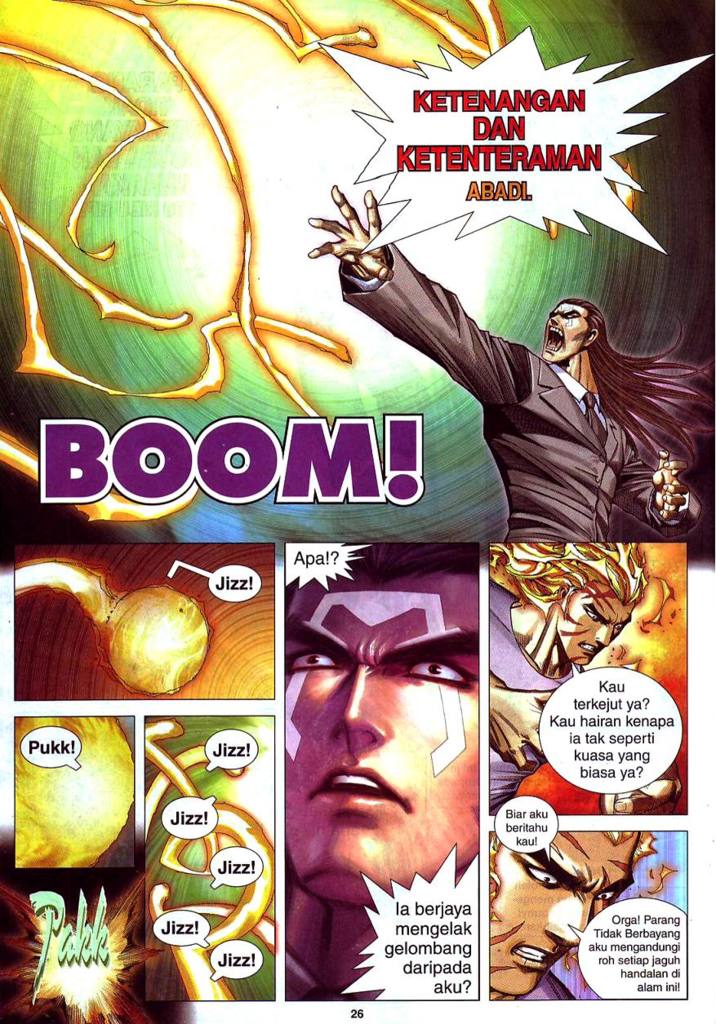 KETENANGAN
DAN
KETENTERAMAN
ABADI.
BOOM!
Jizz!
Pukk!
Jizz!
Jizz!
Jizz!
Jizz!
Jizz!
Pakk
Apa!?
Ia berjaya
mengelak
gelombang
daripada
aku?
Kau
terkejut ya?
Kau hairan kenapa
ia tak seperti
kuasa yang
biasa ya?
Biar aku
beritahu
kau!
Orga! Parang
Tidak Berbayang
aku mengandungi
roh setiap jaguh
handalan di
alam ini!
26